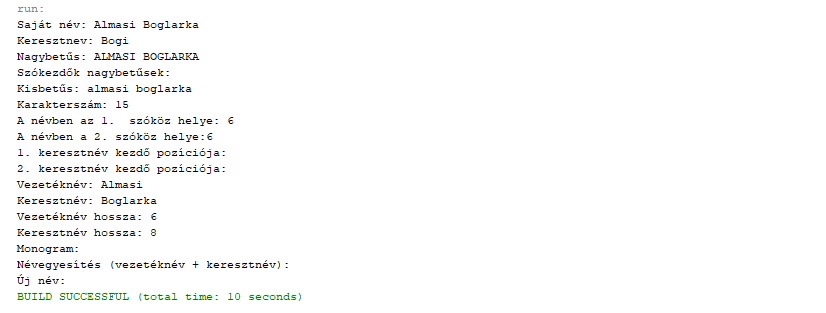 run:
Saját név: Almasi Boglarka
Keresztnev: Bogi
Nagybetűs: ALMASI BOGLARKA
Szókezdők nagybetűsek:
Kisbetűs: almasi boglarka
Karakterszám: 15
A névben az 1.  szóköz helye: 6
A névben a 2. szóköz helye:6
1. keresztnév kezdő pozíciója:
2. keresztnév kezdő pozíciója:
Vezetéknév: Almasi
Keresztnév: Boglarka
Vezetéknév hossza: 6
Keresztnév hossza: 8
Monogram:
Névegyesítés (vezetéknév + keresztnév):
Új név:
BUILD SUCCESSFUL (total time: 10 seconds)